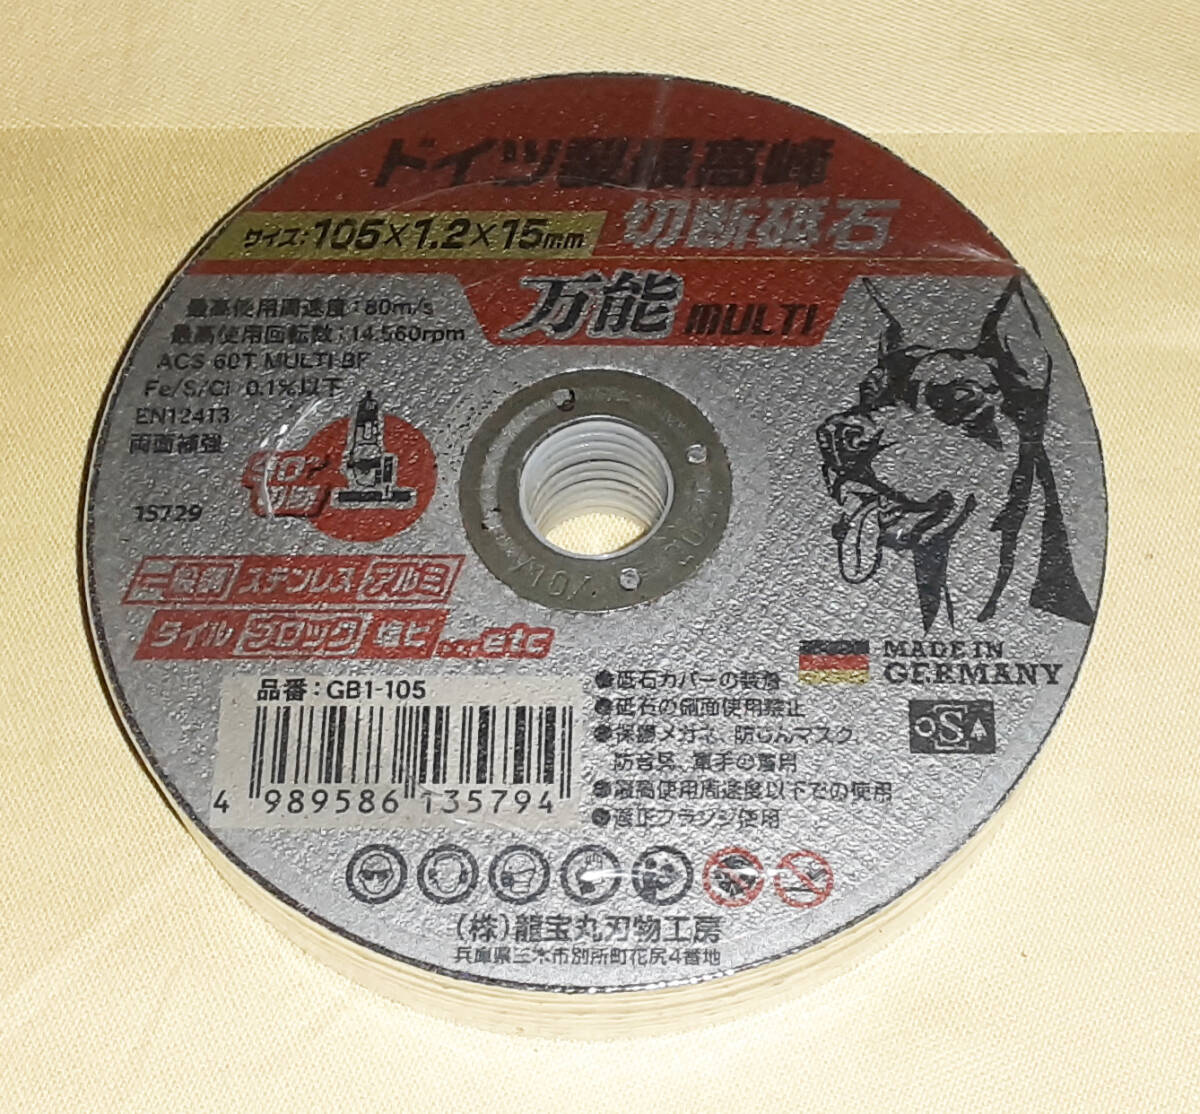 ドイツ製最高峰
切断砥石
サイズ:105×1.2×15mm
万能 MULTI
最高使用周速度:80m/s
最高使用回転数:14,560rpm
ACS 60T MULTI BF
Fe/S/Cl 0.1%以下
EN12413
両面補強
15729
一般鋼 ステンレス アルミ
タイル ブロック 塩ビ ...etc
MADE IN
GERMANY
OSA
品番:GB1-105
4 989586 135794
●砥石カバーの装着
●砥石の側面使用禁止
●保護メガネ、防じんマスク、
防音具、軍手の着用
●最高使用周速度以下での使用
●適正フランジ使用
(株)龍宝丸刃物工房
兵庫県三木市別所町花尻4番地